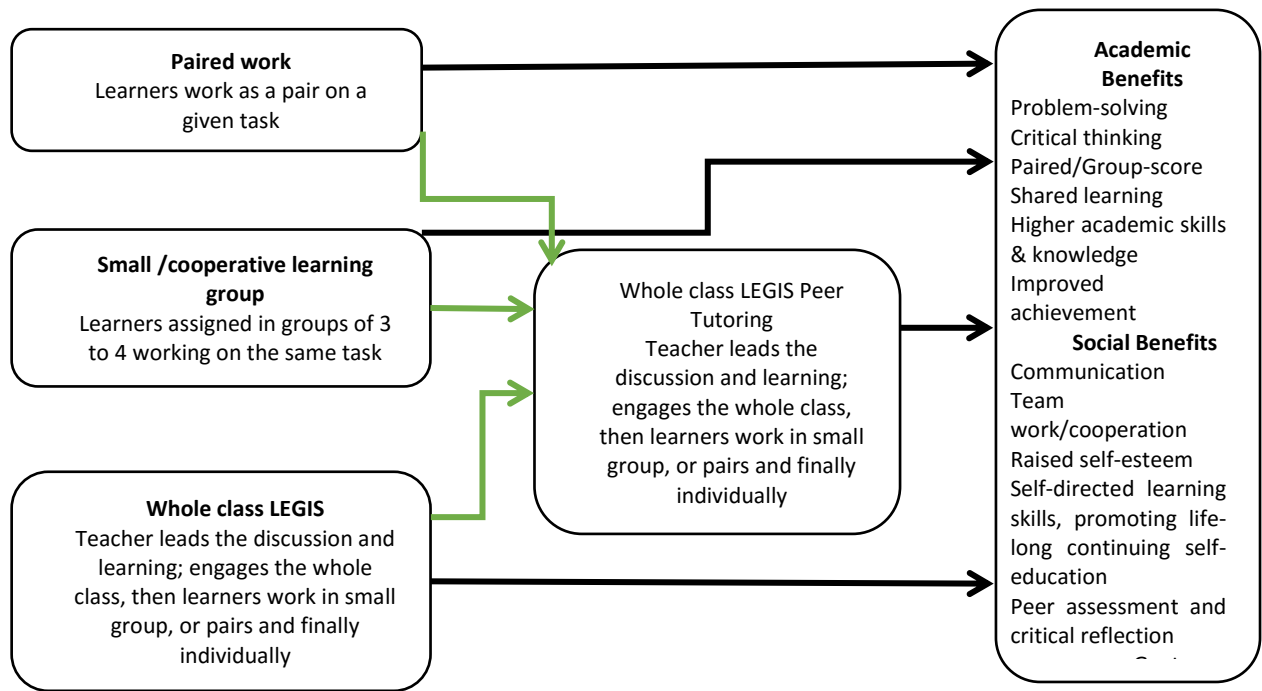 Paired work
Learners work as a pair on a
given task
Small /cooperative learning
group
Learners assigned in groups of 3
to 4 working on the same task
Whole class LEGIS
Teacher leads the discussion and
learning; engages the whole
class, then learners work in small
group, or pairs and finally
individually
Whole class LEGIS Peer
Tutoring
Teacher leads the
discussion and learning;
engages the whole class,
then learners work in small
group, or pairs and finally
individually
Academic
Benefits
Problem-solving
Critical thinking
Paired/Group-score
Shared learning
Higher academic skills
& knowledge
Improved
achievement
Social Benefits
Communication
Team
work/cooperation
Raised self-esteem
Self-directed learning
skills, promoting life-
long continuing self-
education
Peer assessment and
critical reflection